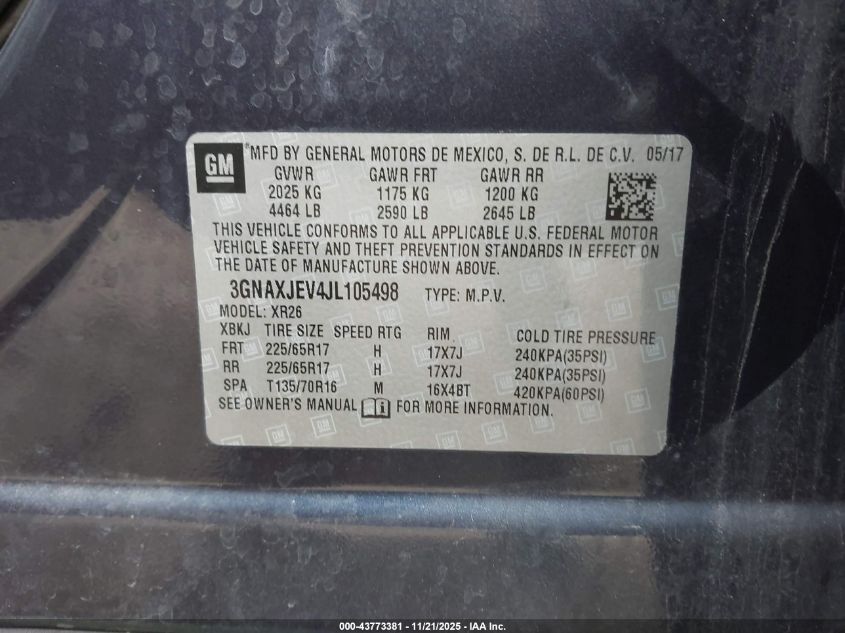 GM ®MFD BY GENERAL MOTORS DE MEXICO, S. DE R.L. DE C.V. 05/17
GVWR GAWR FRT GAWR RR
2025 KG 1175 KG 1200 KG
4464 LB 2590 LB 2645 LB
THIS VEHICLE CONFORMS TO ALL APPLICABLE U.S. FEDERAL MOTOR
VEHICLE SAFETY AND THEFT PREVENTION STANDARDS IN EFFECT ON
THE DATE OF MANUFACTURE SHOWN ABOVE.
3GNAXJEV4JL105498 TYPE: M.P.V.
MODEL: XR26
XBKJ TIRE SIZE SPEED RTG RIM COLD TIRE PRESSURE
FRT 225/65R17 H 17X7J 240KPA(35PSI)
RR 225/65R17 H 17X7J 240KPA(35PSI)
SPA T135/70R16 M 16X4BT 420KPA(60PSI)
SEE OWNER'S MANUAL FOR MORE INFORMATION.
000-43773381 - 11/21/2025 - IAA Inc.